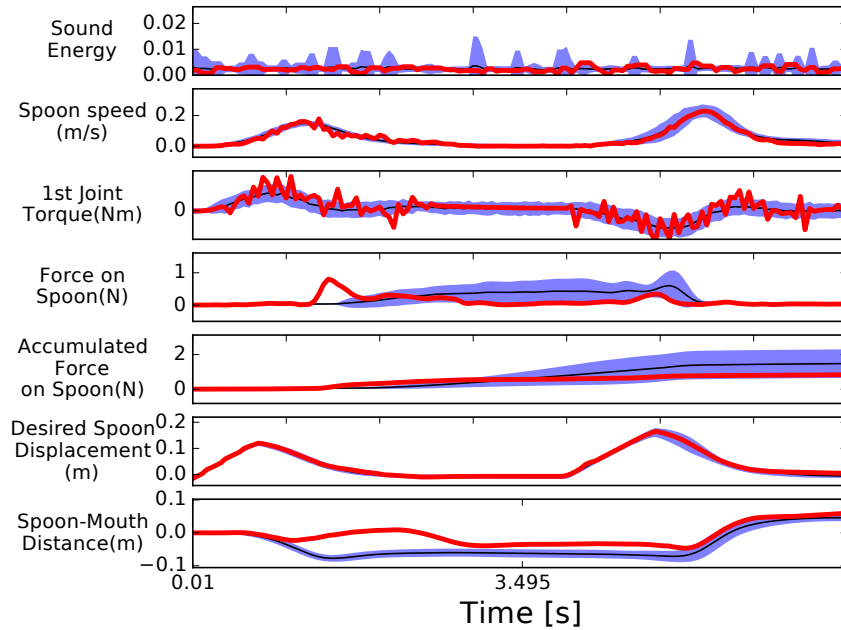 Sound
Energy
0.02
0.01
0.00
Spoon speed
(m/s)
0.2
0.0
1st Joint
Torque(Nm)
0
Force on
Spoon(N)
1
0
Accumulated
Force
on Spoon(N)
2
0
Desired Spoon
Displacement
(m)
0.2
0.1
0.0
Spoon-Mouth
Distance(m)
0.1
0.0
−0.1
0.01
3.495
Time [s]